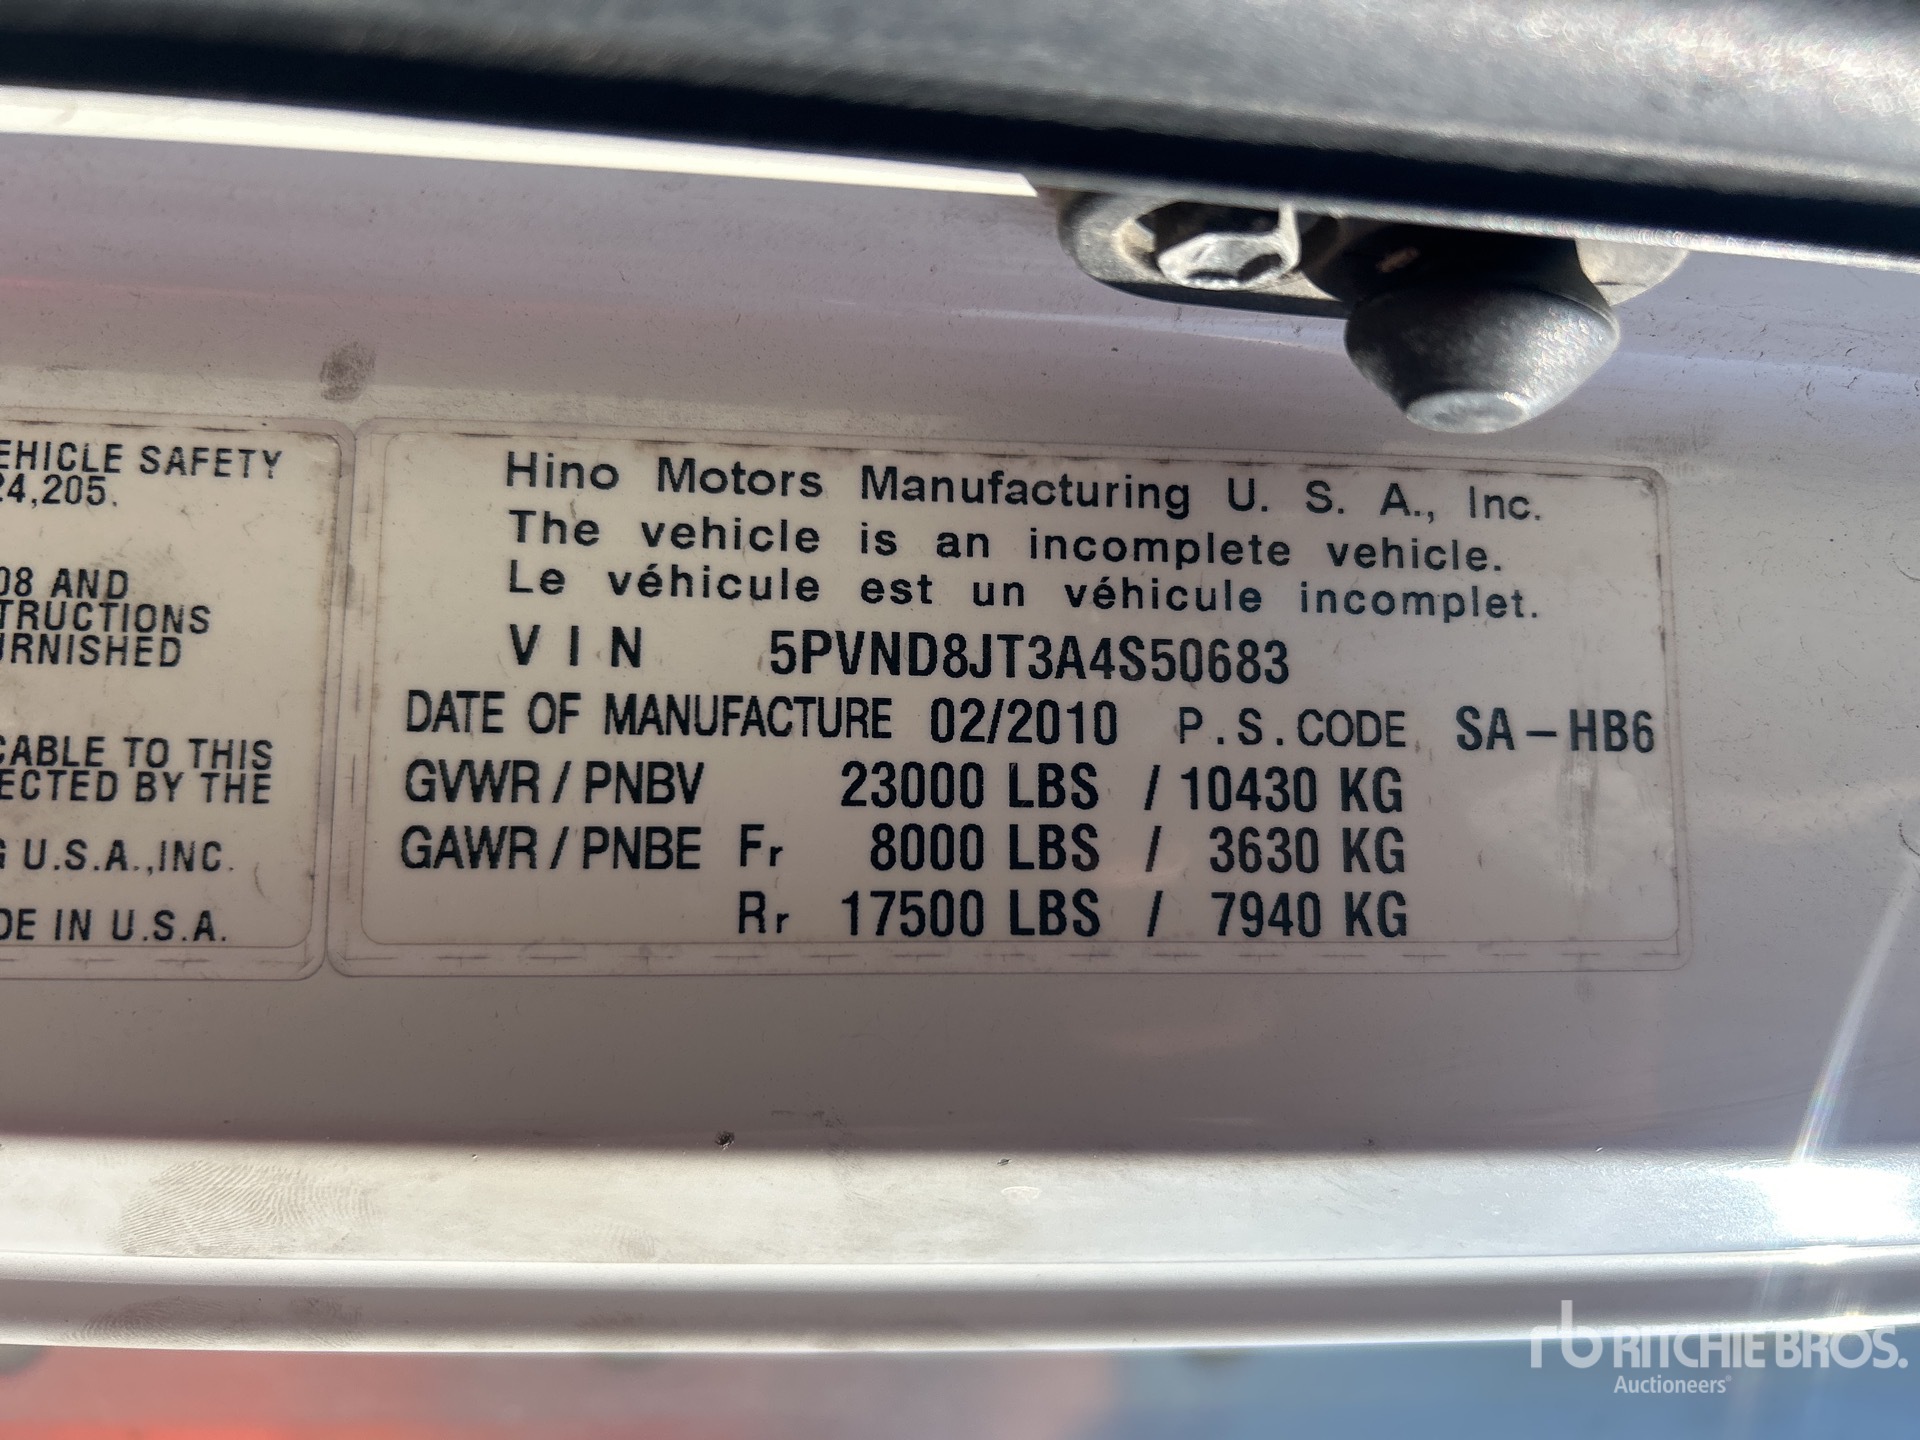 EHICLE SAFETY
24,205.
08 AND
TRUCTIONS
URNISHED
CABLE TO THIS
ECTED BY THE
G U.S.A.,INC.
DE IN U.S.A.
Hino Motors Manufacturing U. S. A., Inc.
The vehicle is an incomplete vehicle.
Le véhicule est un véhicule incomplet.
VIN 5PVND8JT3A4S50683
DATE OF MANUFACTURE 02/2010 P.S.CODE SA-HB6
GVWR/PNBV 23000 LBS / 10430 KG
GAWR/PNBE Fr 8000 LBS / 3630 KG
Rr 17500 LBS / 7940 KG
rb RITCHIE BROS.
Auctioneers